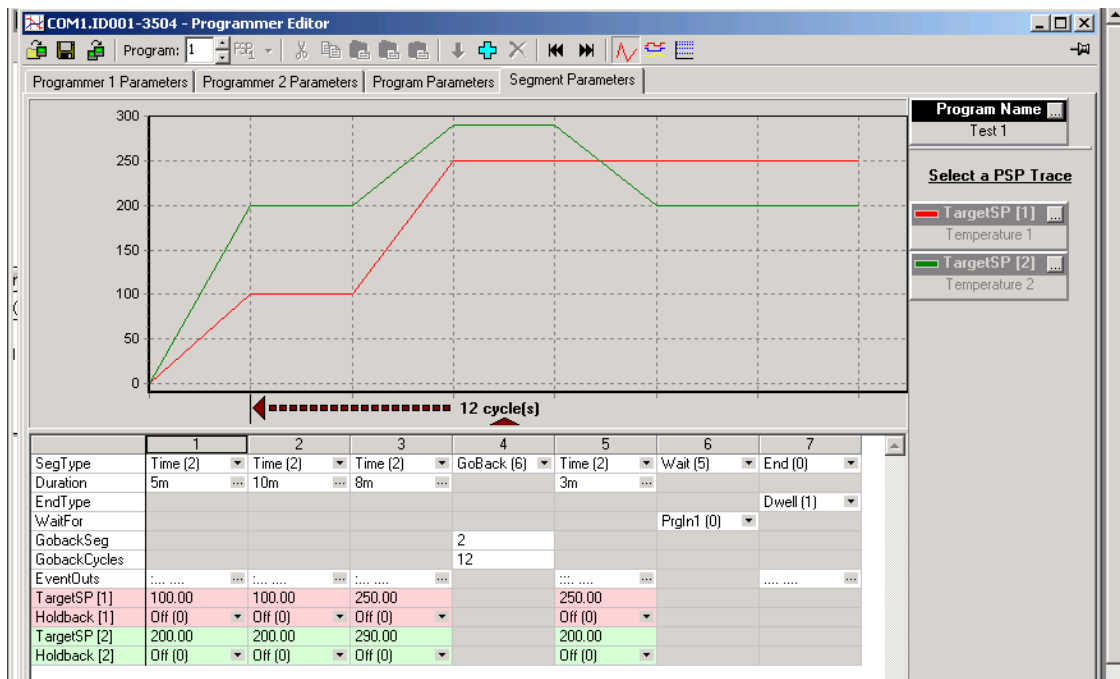 COM1.ID001-3504 - Programmer Editor
Program: 1
Programmer 1 Parameters Programmer 2 Parameters Program Parameters Segment Parameters
Program Name ...
Test 1
Select a PSP Trace
TargetSP [1] ...
Temperature 1
TargetSP [2] ...
Temperature 2
300
250
200
150
100
50
0
12 cycle(s)
1 2 3 4 5 6 7
SegType Time (2) Time (2) Time (2) GoBack (6) Time (2) Wait (5) End (0)
Duration 5m ... 10m ... 8m ... 3m ...
EndType Dwell (1)
WaitFor PrgIn1 (0)
GobackSeg 2
GobackCycles 12
EventOuts :... .... ... :... .... ... :... .... ... :::. .... ... .... .... ...
TargetSP [1] 100.00 100.00 250.00 250.00
Holdback [1] Off (0) Off (0) Off (0) Off (0)
TargetSP [2] 200.00 200.00 290.00 200.00
Holdback [2] Off (0) Off (0) Off (0) Off (0)